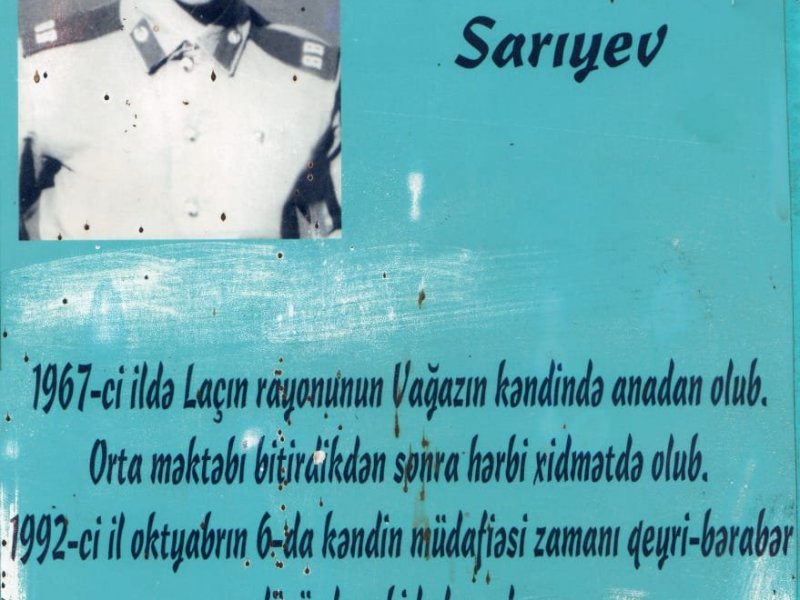 Sarıyev
1967-ci ildə Laçın rayonunun Vağazın kəndində anadan olub.
Orta məktəbi bitirdikdən sonra hərbi xidmətdə olub.
1992-ci il oktyabrın 6-da kəndin müdafiəsi zamanı qeyri-bərabər